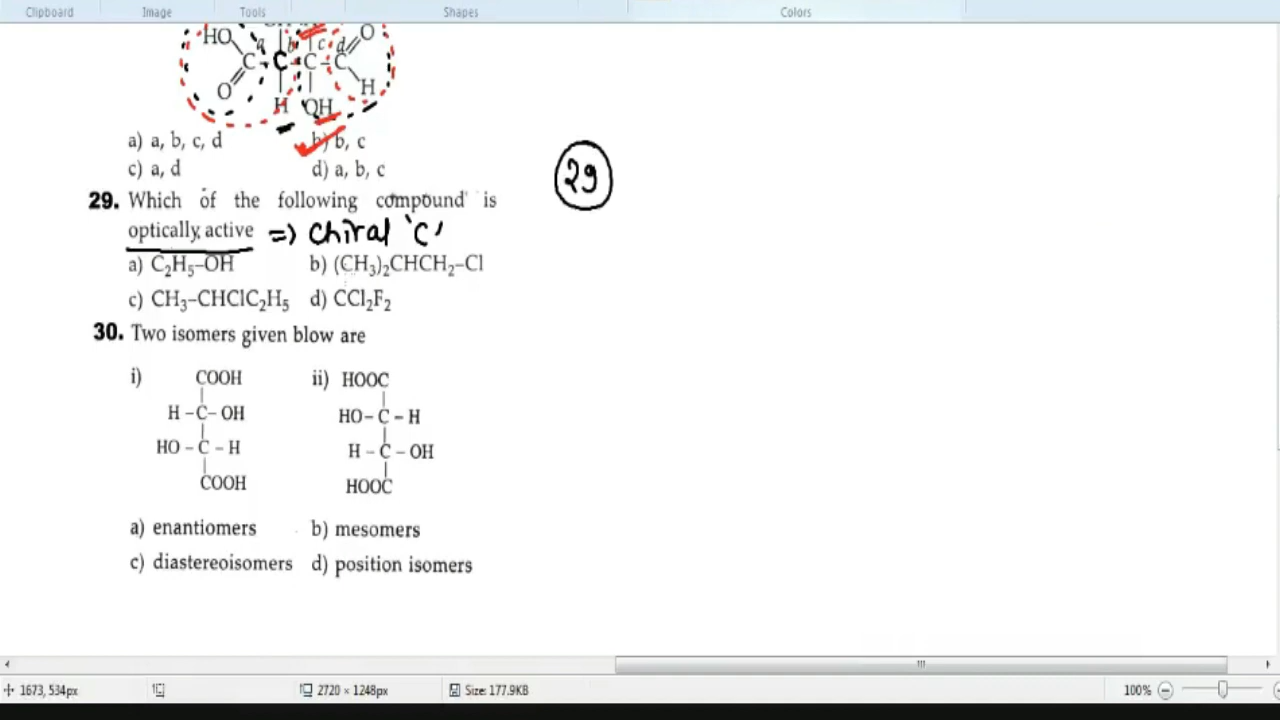 Clipboard Image Tools Shapes Colors
HO a b c d O
C-C-C-C
O H
H OH
a) a, b, c, d b) b, c
c) a, d d) a, b, c
29
29. Which of the following compound is
optically active => chiral 'C'
a) C₂H₅–OH b) (CH₃)₂CHCH₂–Cl
c) CH₃–CHClC₂H₅ d) CCl₂F₂
30. Two isomers given blow are
i) COOH ii) HOOC
H –C– OH HO– C – H
HO – C – H H – C – OH
COOH HOOC
a) enantiomers b) mesomers
c) diastereoisomers d) position isomers
1673, 534px 2720 × 1248px Size: 177.9KB 100%